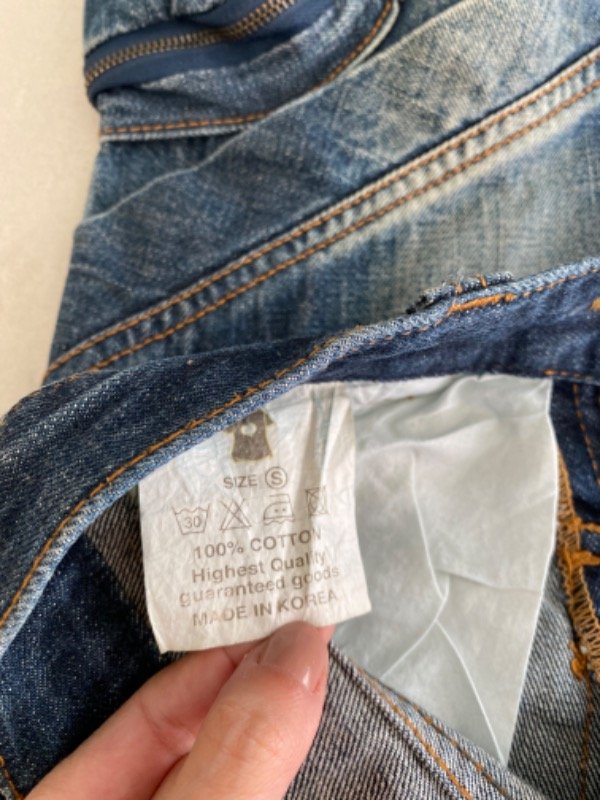 SIZE Ⓢ
30
100% COTTON
Highest Quality
guaranteed goods
MADE IN KOREA